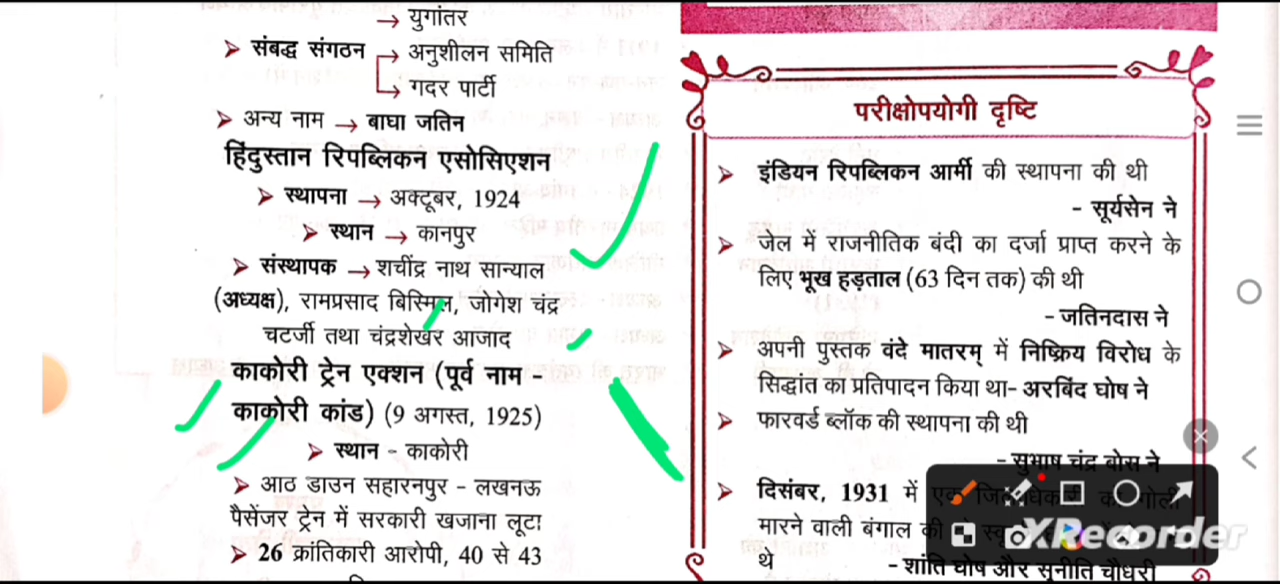 → युगांतर
➤ संबद्ध संगठन → अनुशीलन समिति
→ गदर पार्टी
➤ अन्य नाम → बाघा जतिन
हिंदुस्तान रिपब्लिकन एसोसिएशन
➤ स्थापना → अक्टूबर, 1924
➤ स्थान → कानपुर
➤ संस्थापक → शचींद्र नाथ सान्याल
(अध्यक्ष), रामप्रसाद बिस्मिल, जोगेश चंद्र
चटर्जी तथा चंद्रशेखर आजाद
काकोरी ट्रेन एक्शन (पूर्व नाम -
काकोरी कांड) (9 अगस्त, 1925)
➤ स्थान - काकोरी
➤ आठ डाउन सहारनपुर - लखनऊ
पैसेंजर ट्रेन में सरकारी खजाना लूटा
➤ 26 क्रांतिकारी आरोपी, 40 से 43
परीक्षोपयोगी दृष्टि
➤ इंडियन रिपब्लिकन आर्मी की स्थापना की थी
- सूर्यसेन ने
➤ जेल में राजनीतिक बंदी का दर्जा प्राप्त करने के
लिए भूख हड़ताल (63 दिन तक) की थी
- जतिनदास ने
➤ अपनी पुस्तक वंदे मातरम् में निष्क्रिय विरोध के
सिद्धांत का प्रतिपादन किया था- अरबिंद घोष ने
➤ फारवर्ड ब्लॉक की स्थापना की थी
- सुभाष चंद्र बोस ने
➤ दिसंबर, 1931 में एक गोली
मारने वाली बंगाल की
थे - शांति घोष और सुनीति चौधरी
XRecorder